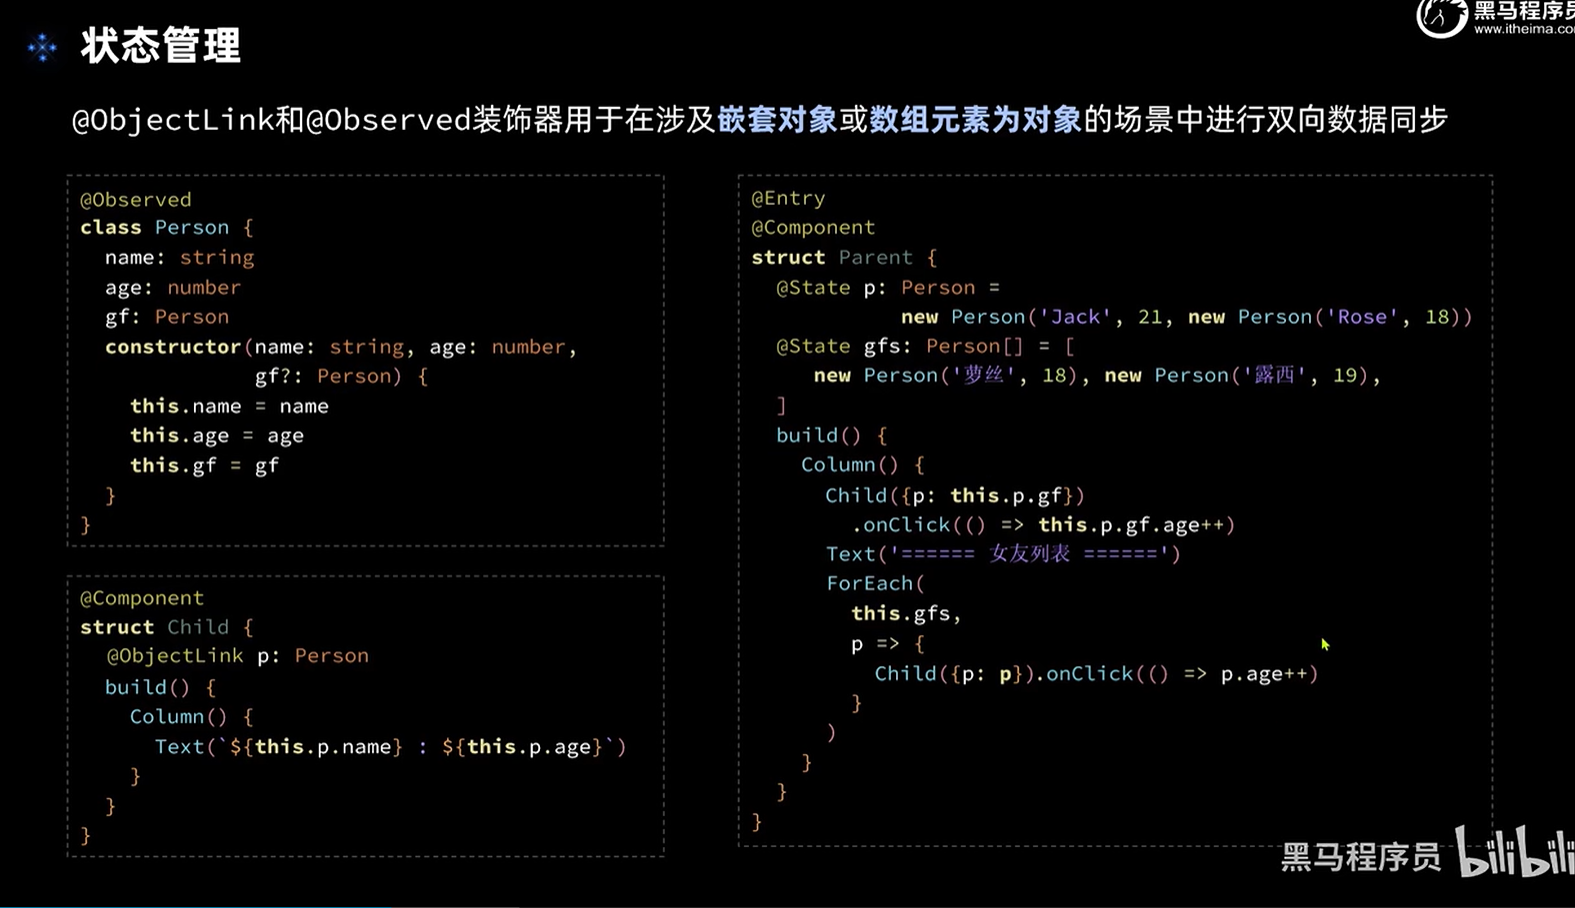 黑马程序员
www.itheima.com
状态管理
@ObjectLink和@Observed装饰器用于在涉及嵌套对象或数组元素为对象的场景中进行双向数据同步
@Observed
class Person {
name: string
age: number
gf: Person
constructor(name: string, age: number,
gf?: Person) {
this.name = name
this.age = age
this.gf = gf
}
}
@Component
struct Child {
@ObjectLink p: Person
build() {
Column() {
Text(`${this.p.name} : ${this.p.age}`)
}
}
}
@Entry
@Component
struct Parent {
@State p: Person =
new Person('Jack', 21, new Person('Rose', 18))
@State gfs: Person[] = [
new Person('萝丝', 18), new Person('露西', 19),
]
build() {
Column() {
Child({p: this.p.gf})
.onClick(() => this.p.gf.age++)
Text('====== 女友列表 ======')
ForEach(
this.gfs,
p => {
Child({p: p}).onClick(() => p.age++)
}
)
}
}
}
黑马程序员 bilibili